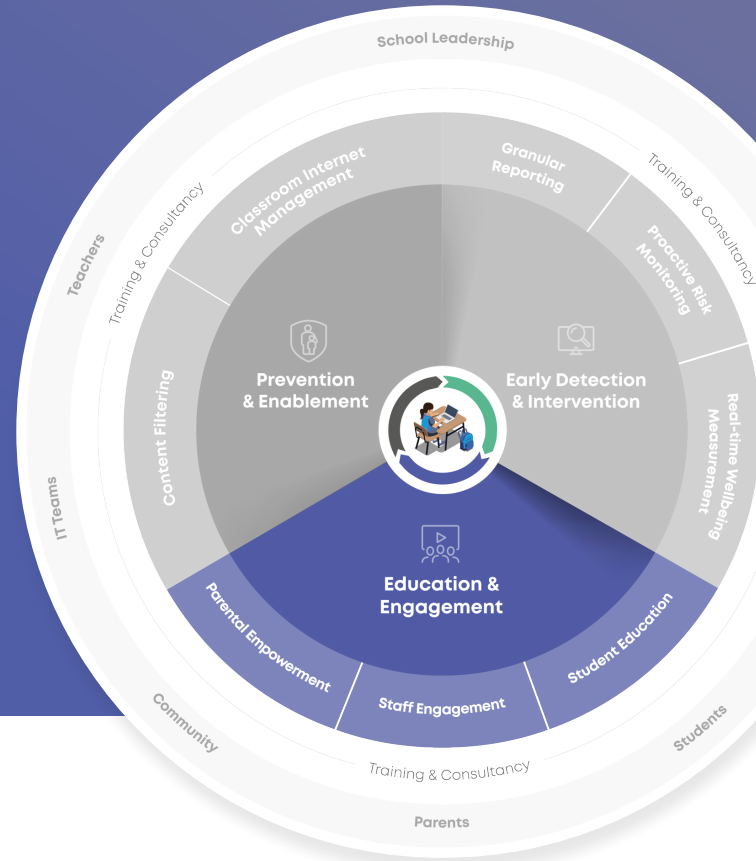 School Leadership
Teachers
IT Teams
Community
Parents
Students
Training & Consultancy
Training & Consultancy
Training & Consultancy
Classroom Internet
Management
Content Filtering
Granular
Reporting
Proactive Risk
Monitoring
Real-time Wellbeing
Measurement
Prevention
& Enablement
Early Detection
& Intervention
Education &
Engagement
Parental Empowerment
Staff Engagement
Student Education